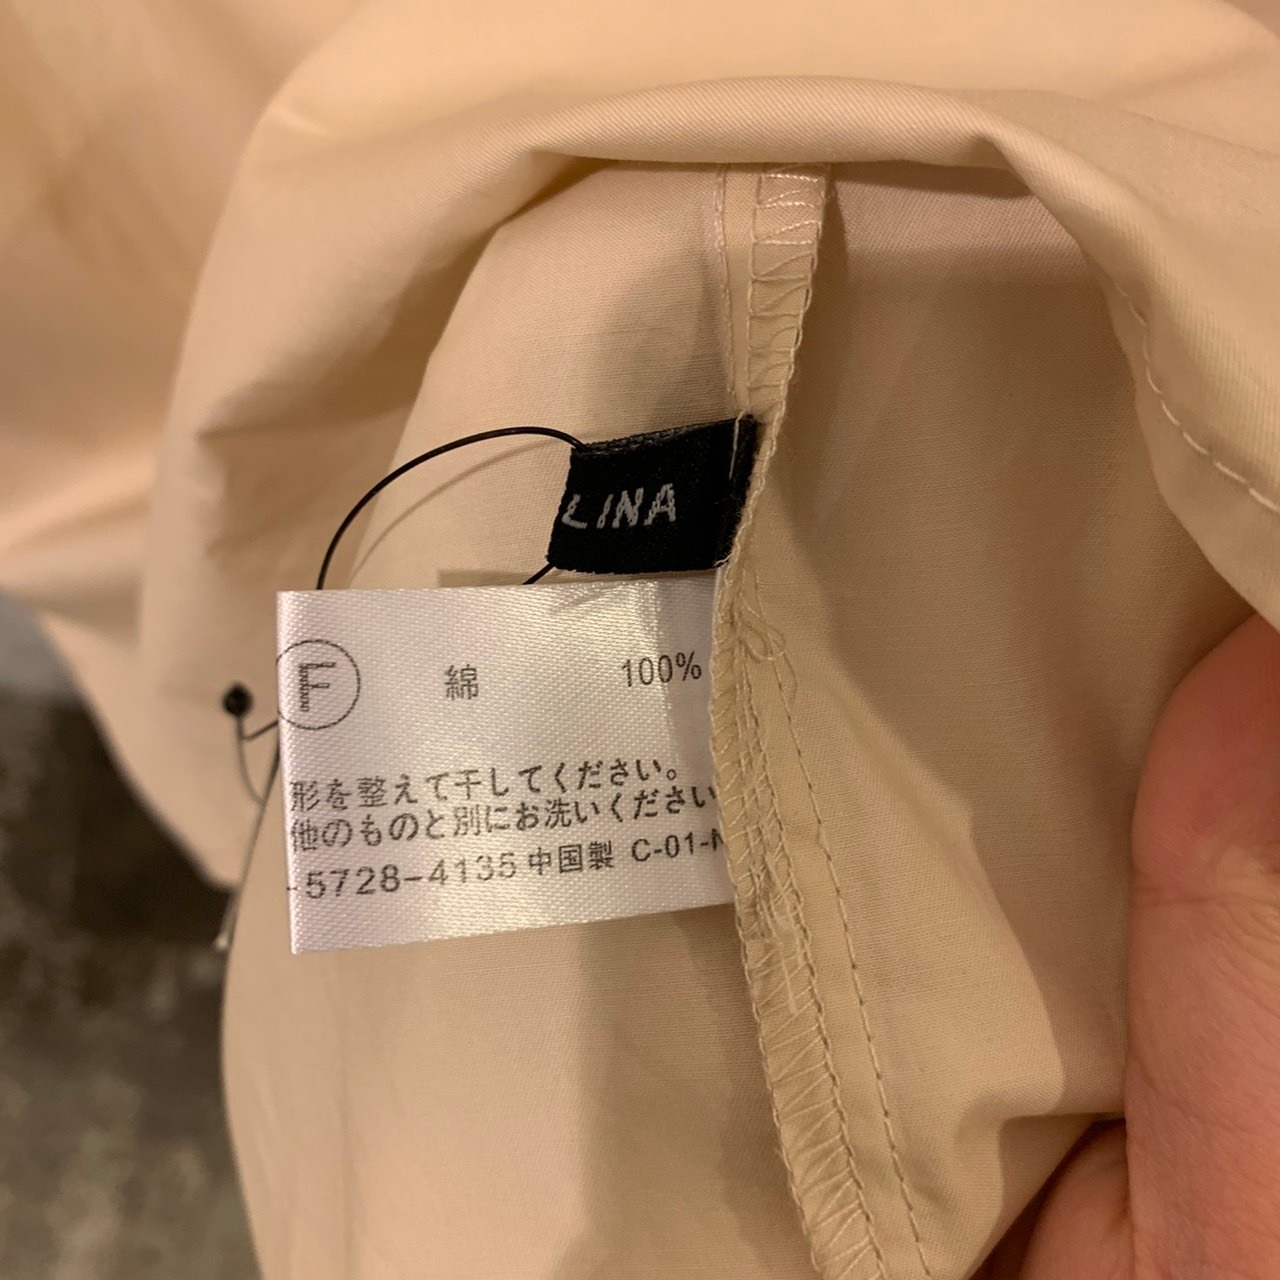 LINA
F 綿 100%
形を整えて干してください。
他のものと別にお洗いください
-5728-4135 中国製 C-01-N